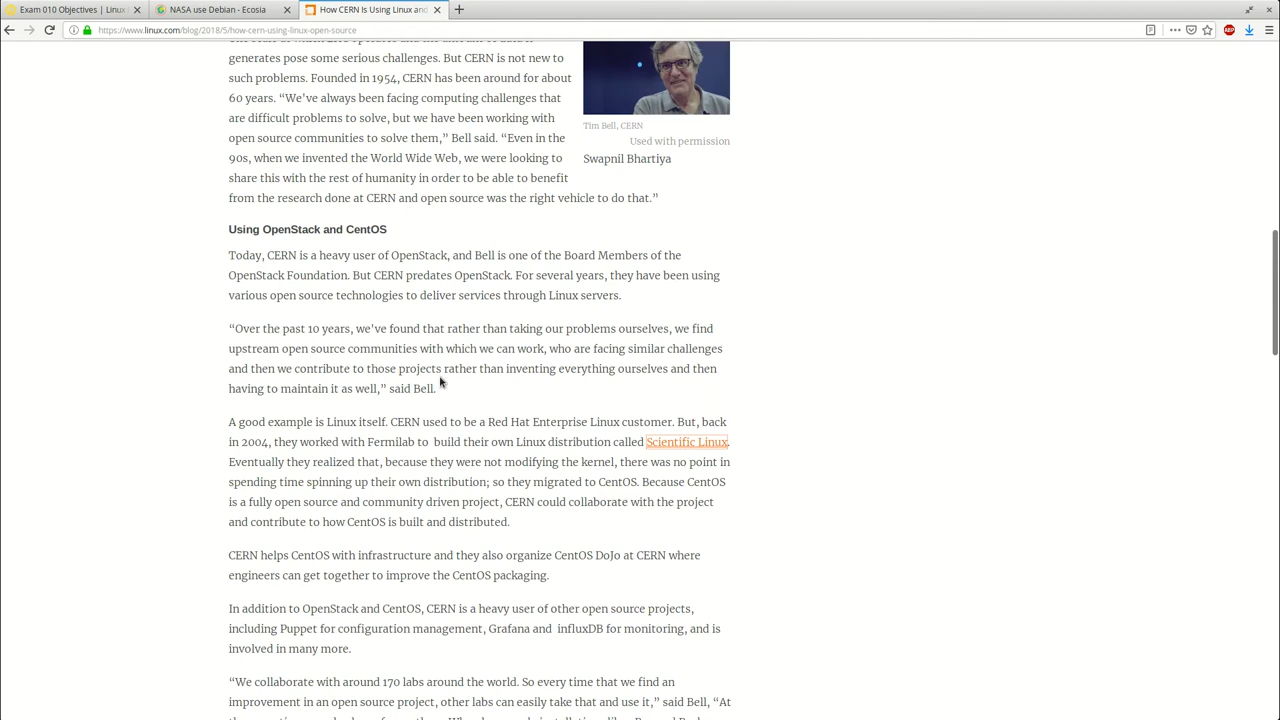 Exam 010 Objectives | Linux
NASA use Debian - Ecosia
How CERN Is Using Linux and
https://www.linux.com/blog/2018/5/how-cern-using-linux-open-source
ABP
generates pose some serious challenges. But CERN is not new to
such problems. Founded in 1954, CERN has been around for about
60 years. “We've always been facing computing challenges that
are difficult problems to solve, but we have been working with
open source communities to solve them,” Bell said. “Even in the
90s, when we invented the World Wide Web, we were looking to
share this with the rest of humanity in order to be able to benefit
from the research done at CERN and open source was the right vehicle to do that.”
Tim Bell, CERN
Used with permission
Swapnil Bhartiya
Using OpenStack and CentOS
Today, CERN is a heavy user of OpenStack, and Bell is one of the Board Members of the
OpenStack Foundation. But CERN predates OpenStack. For several years, they have been using
various open source technologies to deliver services through Linux servers.
“Over the past 10 years, we've found that rather than taking our problems ourselves, we find
upstream open source communities with which we can work, who are facing similar challenges
and then we contribute to those projects rather than inventing everything ourselves and then
having to maintain it as well,” said Bell.
A good example is Linux itself. CERN used to be a Red Hat Enterprise Linux customer. But, back
in 2004, they worked with Fermilab to  build their own Linux distribution called Scientific Linux.
Eventually they realized that, because they were not modifying the kernel, there was no point in
spending time spinning up their own distribution; so they migrated to CentOS. Because CentOS
is a fully open source and community driven project, CERN could collaborate with the project
and contribute to how CentOS is built and distributed.
CERN helps CentOS with infrastructure and they also organize CentOS DoJo at CERN where
engineers can get together to improve the CentOS packaging.
In addition to OpenStack and CentOS, CERN is a heavy user of other open source projects,
including Puppet for configuration management, Grafana and  influxDB for monitoring, and is
involved in many more.
“We collaborate with around 170 labs around the world. So every time that we find an
improvement in an open source project, other labs can easily take that and use it,” said Bell, “At